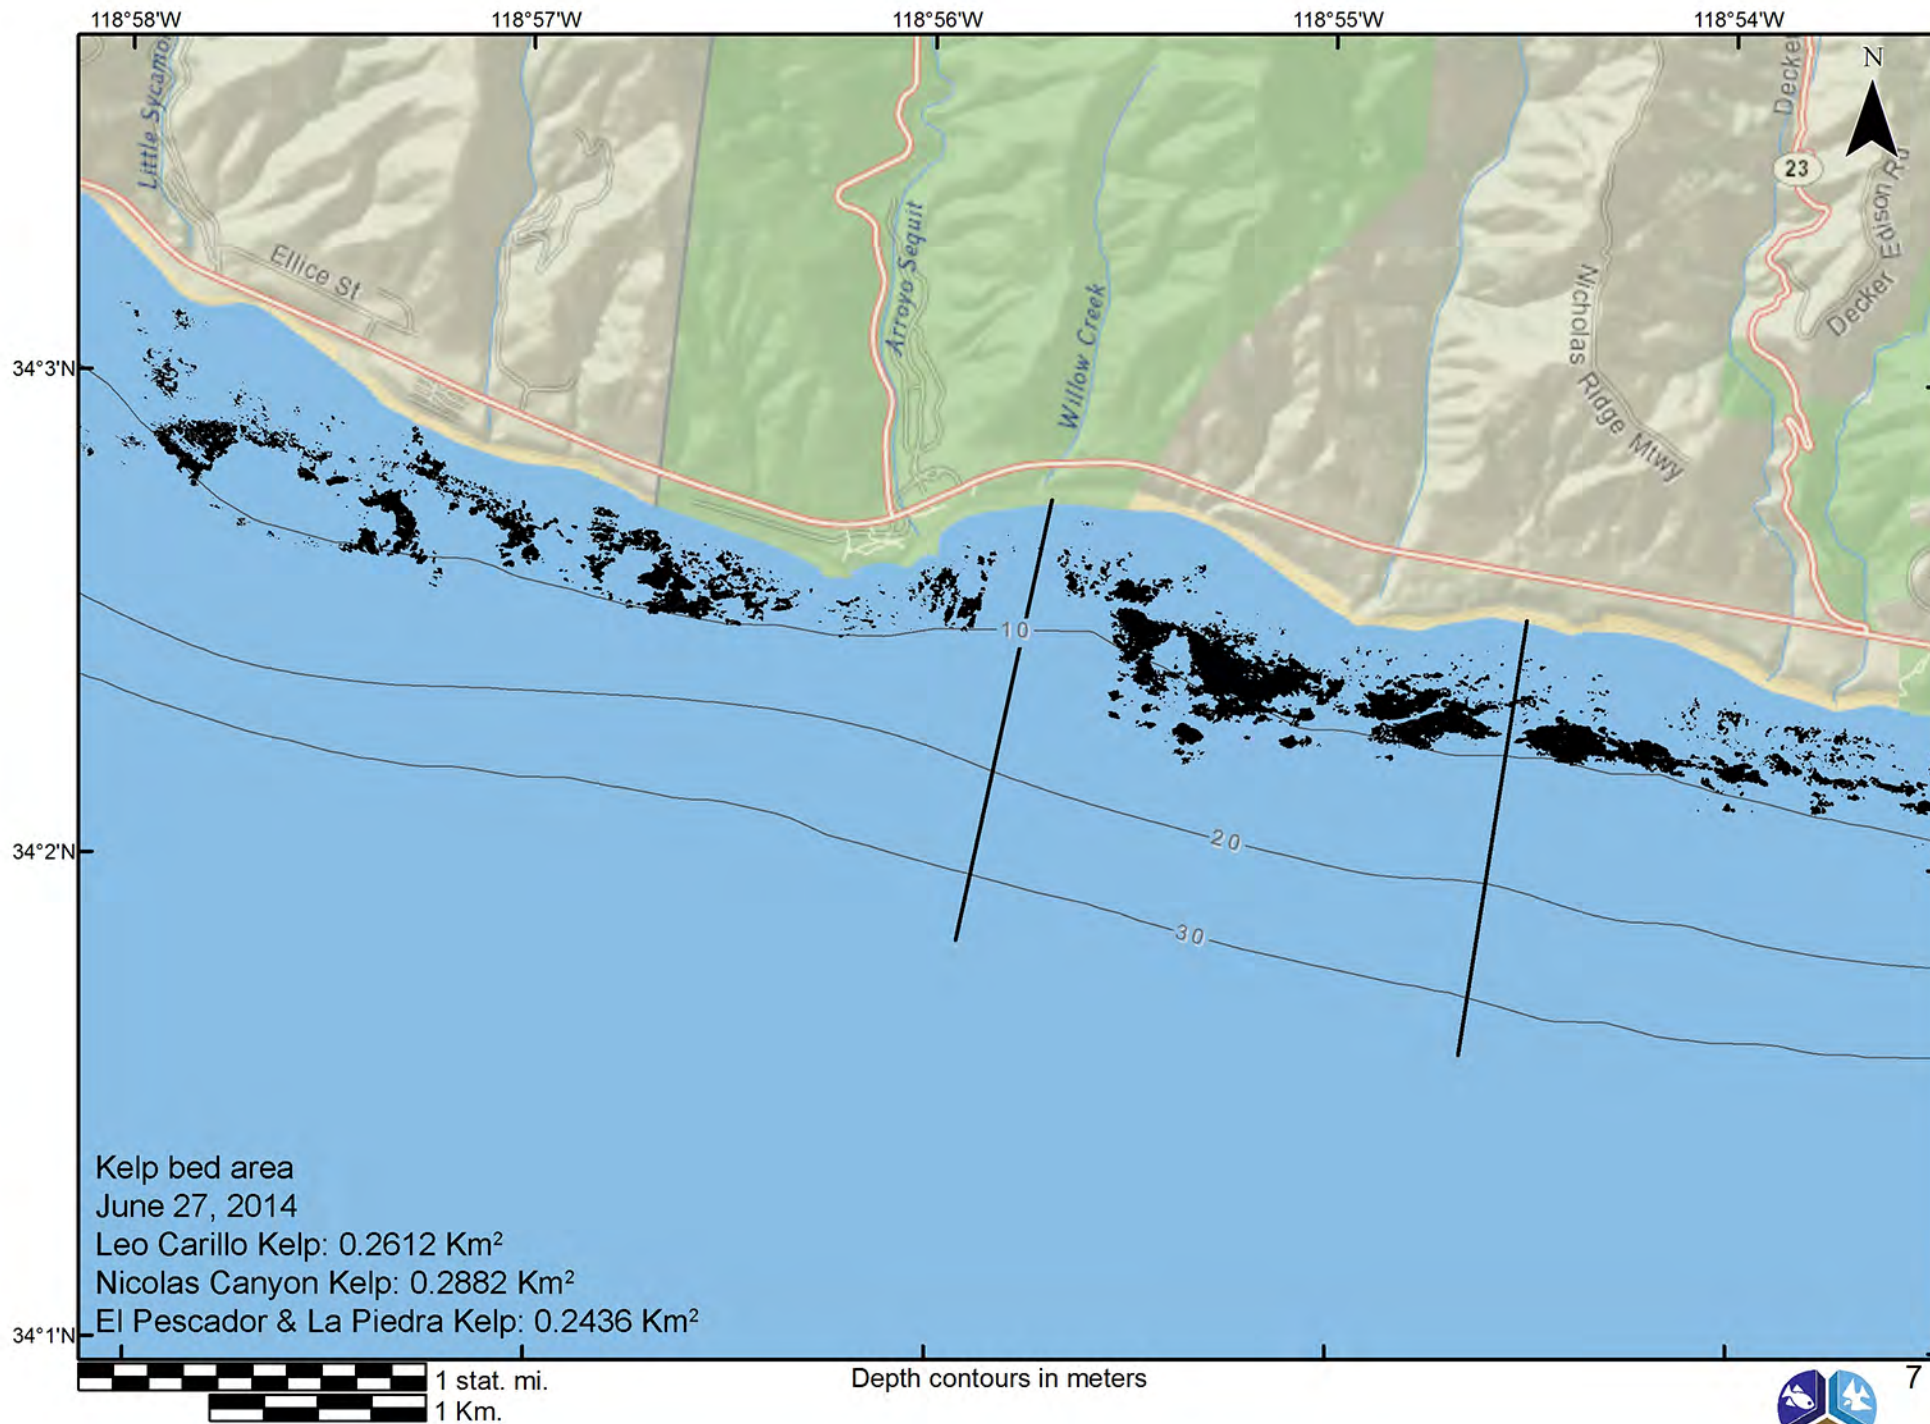 118°58'W
118°57'W
118°56'W
118°55'W
118°54'W
N
Decker
23
Decker Edison Rd
Little Sycamo
Ellice St
Arroyo Sequit
Willow Creek
Nicholas Ridge Mtwy
34°3'N
10
34°2'N
20
30
Kelp bed area
June 27, 2014
Leo Carillo Kelp: 0.2612 Km²
Nicolas Canyon Kelp: 0.2882 Km²
El Pescador & La Piedra Kelp: 0.2436 Km²
34°1'N
1 stat. mi.
Depth contours in meters
7
1 Km.